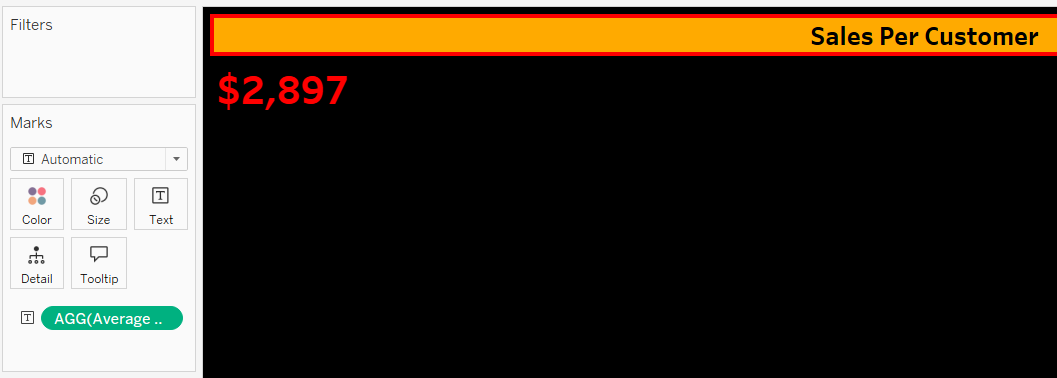 Filters
Sales Per Customer
$2,897
Marks
Automatic
Color Size Text
Detail Tooltip
AGG(Average ..